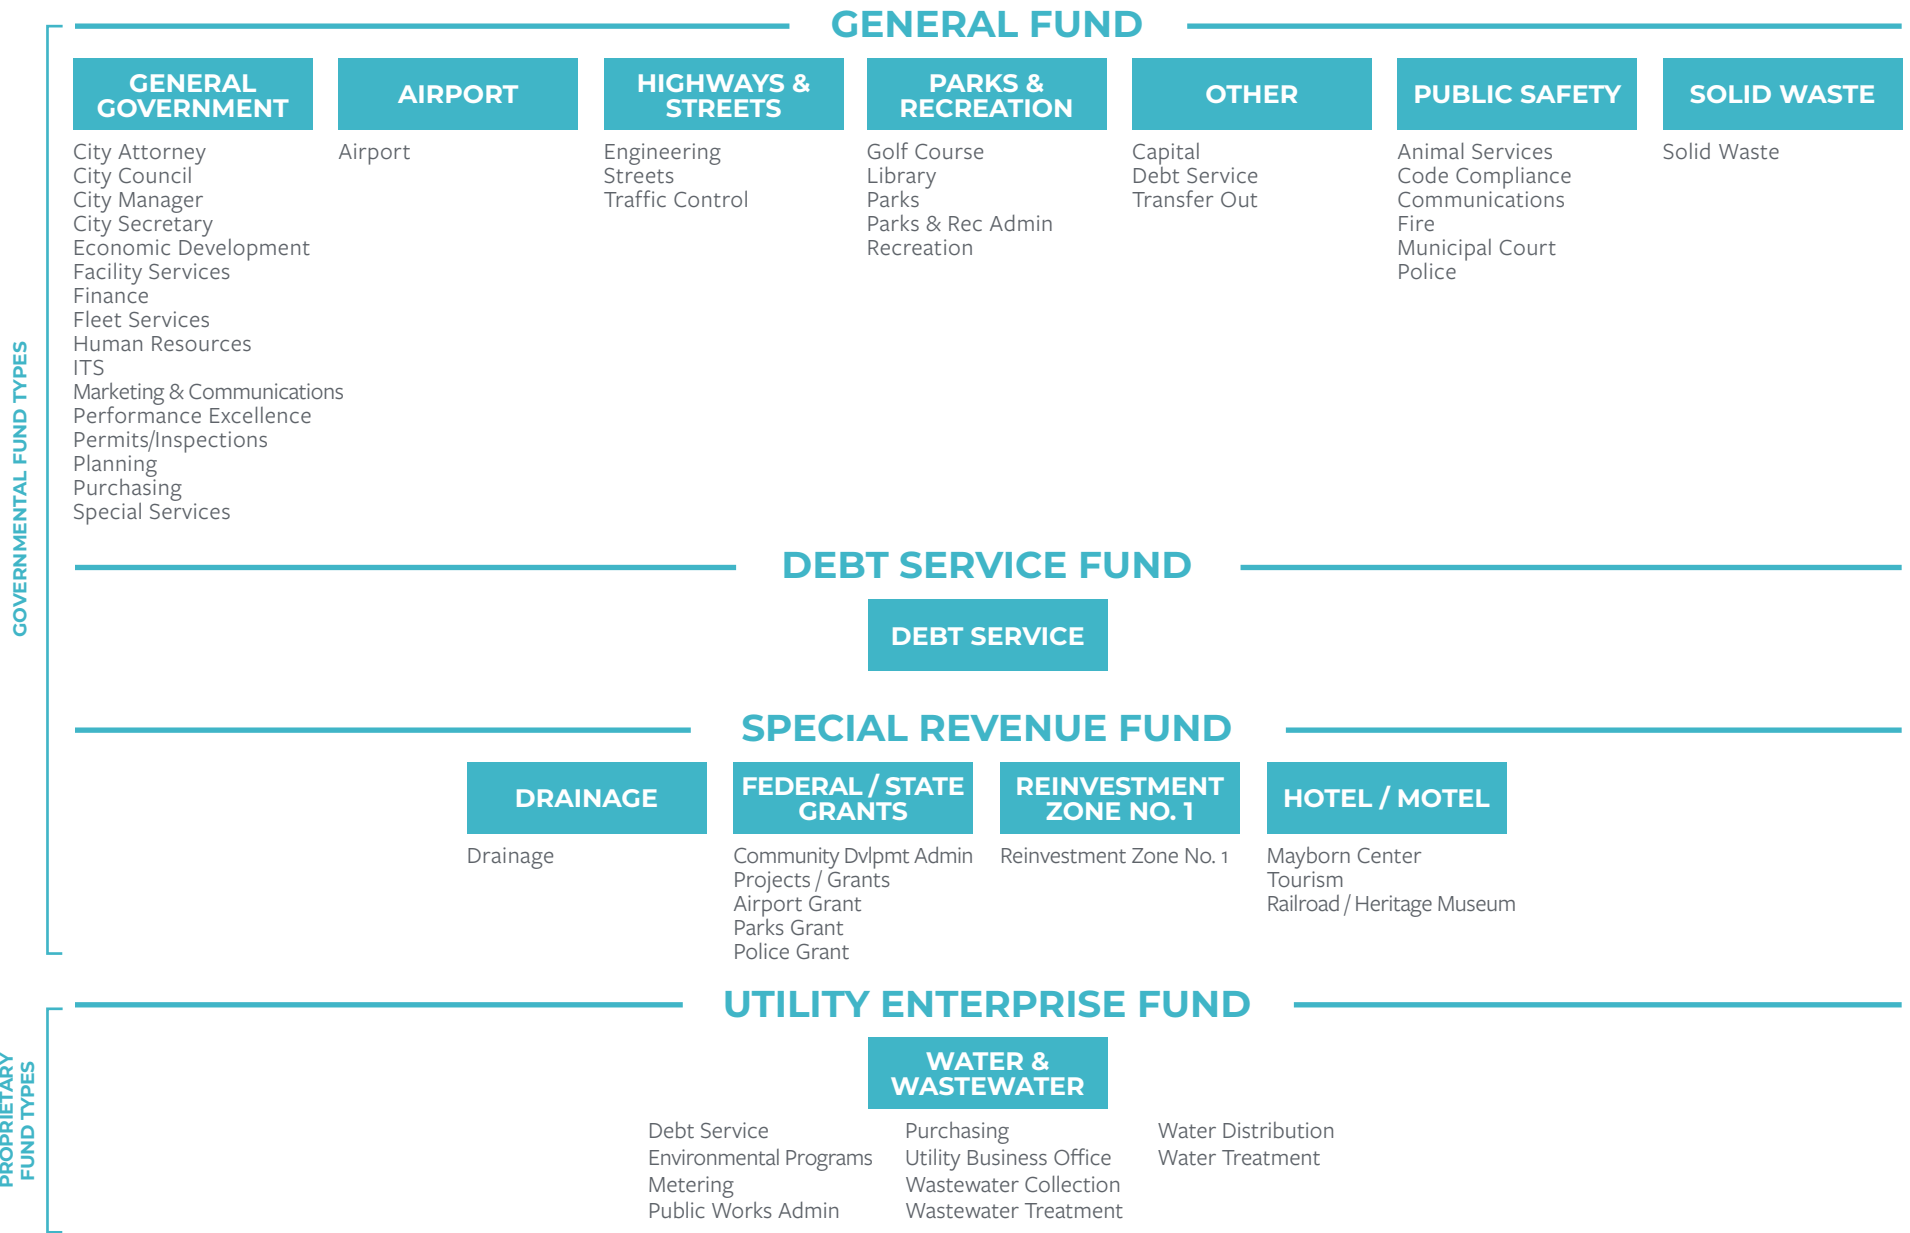 GENERAL FUND
GOVERNMENTAL FUND TYPES
GENERAL
GOVERNMENT
City Attorney
City Council
City Manager
City Secretary
Economic Development
Facility Services
Finance
Fleet Services
Human Resources
ITS
Marketing & Communications
Performance Excellence
Permits/Inspections
Planning
Purchasing
Special Services
AIRPORT
Airport
HIGHWAYS &
STREETS
Engineering
Streets
Traffic Control
PARKS &
RECREATION
Golf Course
Library
Parks
Parks & Rec Admin
Recreation
OTHER
Capital
Debt Service
Transfer Out
PUBLIC SAFETY
Animal Services
Code Compliance
Communications
Fire
Municipal Court
Police
SOLID WASTE
Solid Waste
DEBT SERVICE FUND
DEBT SERVICE
SPECIAL REVENUE FUND
DRAINAGE
Drainage
FEDERAL / STATE
GRANTS
Community Dvlpmt Admin
Projects / Grants
Airport Grant
Parks Grant
Police Grant
REINVESTMENT
ZONE NO. 1
Reinvestment Zone No. 1
HOTEL / MOTEL
Mayborn Center
Tourism
Railroad / Heritage Museum
UTILITY ENTERPRISE FUND
PROPRIETARY
FUND TYPES
WATER &
WASTEWATER
Debt Service
Environmental Programs
Metering
Public Works Admin
Purchasing
Utility Business Office
Wastewater Collection
Wastewater Treatment
Water Distribution
Water Treatment